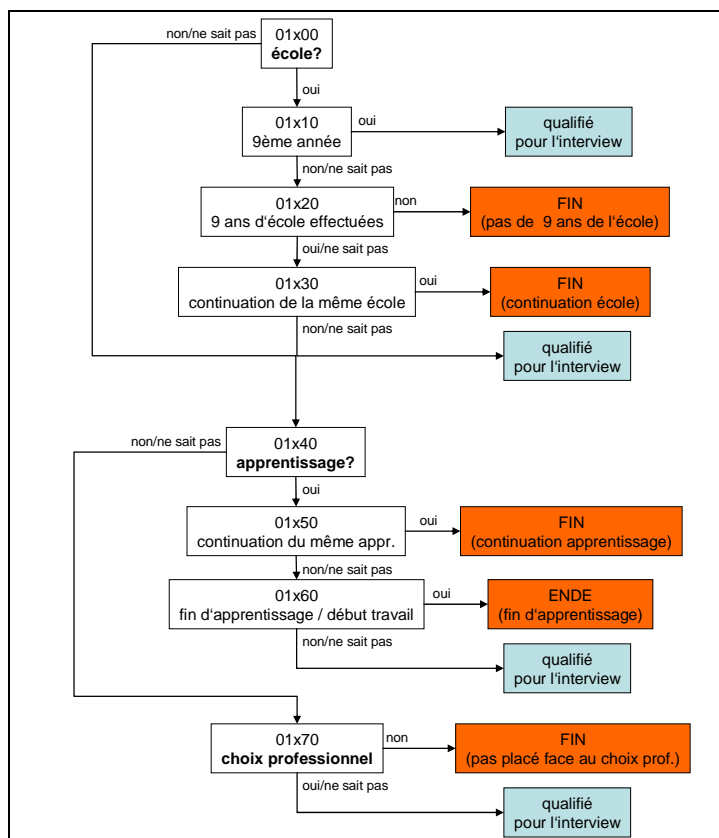 non/ne sait pas
01x00
école?
oui
01x10
9ème année
oui
qualifié
pour l'interview
non/ne sait pas
01x20
9 ans d'école effectuées
non
FIN
(pas de 9 ans de l'école)
oui/ne sait pas
01x30
continuation de la même école
oui
FIN
(continuation école)
non/ne sait pas
qualifié
pour l'interview
non/ne sait pas
01x40
apprentissage?
oui
01x50
continuation du même appr.
oui
FIN
(continuation apprentissage)
non/ne sait pas
01x60
fin d'apprentissage / début travail
oui
ENDE
(fin d'apprentissage)
non/ne sait pas
qualifié
pour l'interview
01x70
choix professionnel
non
FIN
(pas placé face au choix prof.)
oui/ne sait pas
qualifié
pour l'interview